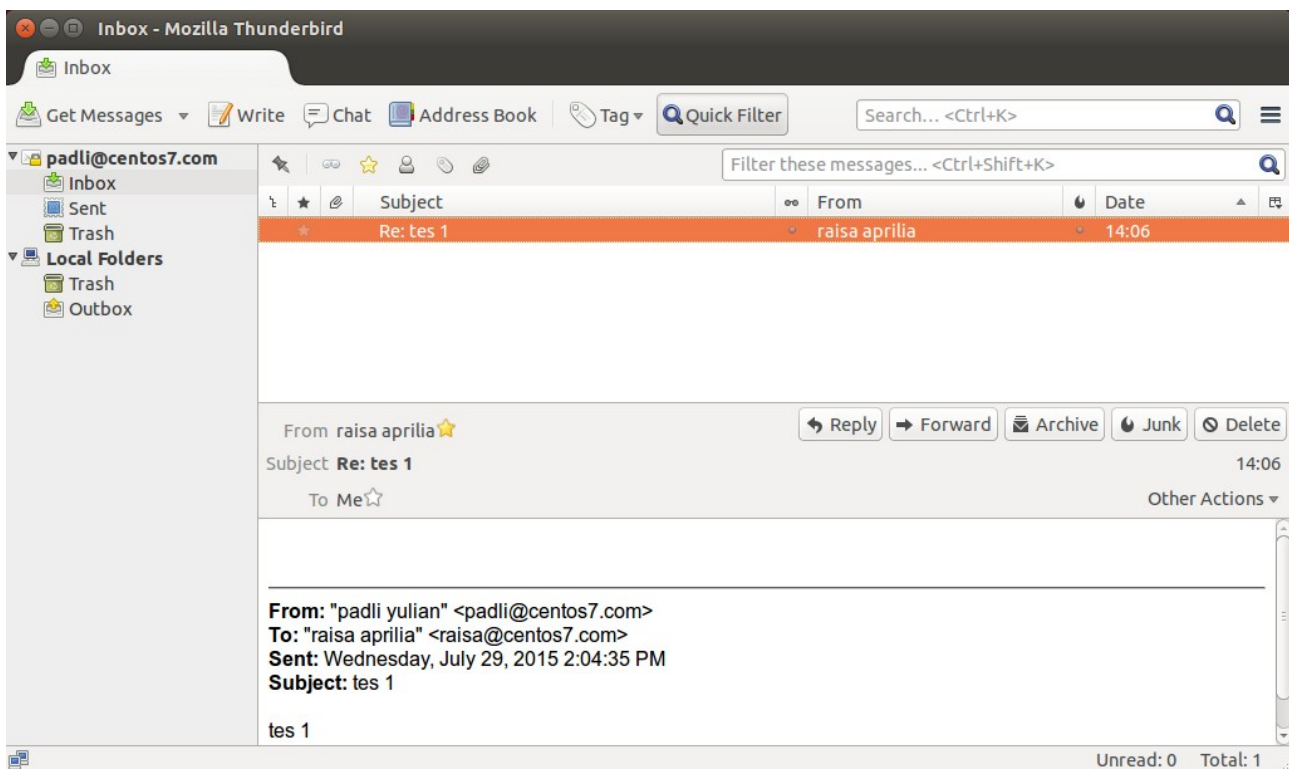 Inbox - Mozilla Thunderbird
Inbox
Get Messages Write Chat Address Book Tag Quick Filter Search... <Ctrl+K>
padli@centos7.com
Inbox
Sent
Trash
Local Folders
Trash
Outbox
Filter these messages... <Ctrl+Shift+K>
Subject From Date
Re: tes 1 raisa aprilia 14:06
From raisa aprilia Reply Forward Archive Junk Delete
Subject Re: tes 1 14:06
To Me Other Actions
From: "padli yulian" <padli@centos7.com>
To: "raisa aprilia" <raisa@centos7.com>
Sent: Wednesday, July 29, 2015 2:04:35 PM
Subject: tes 1
tes 1
Unread: 0 Total: 1